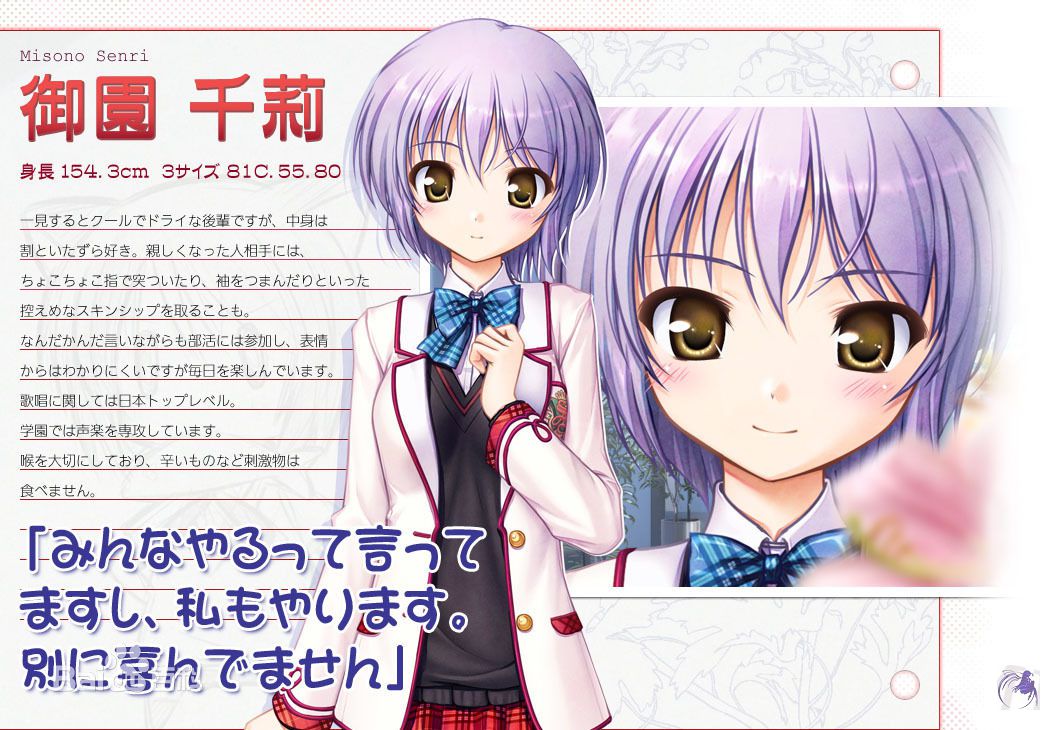 Misono Senri
御園 千莉
身長 154.3cm 3サイズ 81C.55.80
一見するとクールでドライな後輩ですが、中身は
割といたずら好き。親しくなった人相手には、
ちょこちょこ指で突ついたり、袖をつまんだりといった
控えめなスキンシップを取ることも。
なんだかんだ言いながらも部活には参加し、表情
からはわかりにくいですが毎日を楽しんでいます。
歌唱に関しては日本トップレベル。
学園では声楽を専攻しています。
喉を大切にしており、辛いものなど刺激物は
食べません。
「みんなやるって言って
ますし、私もやります。
別に喜んでません」
Baidu百科